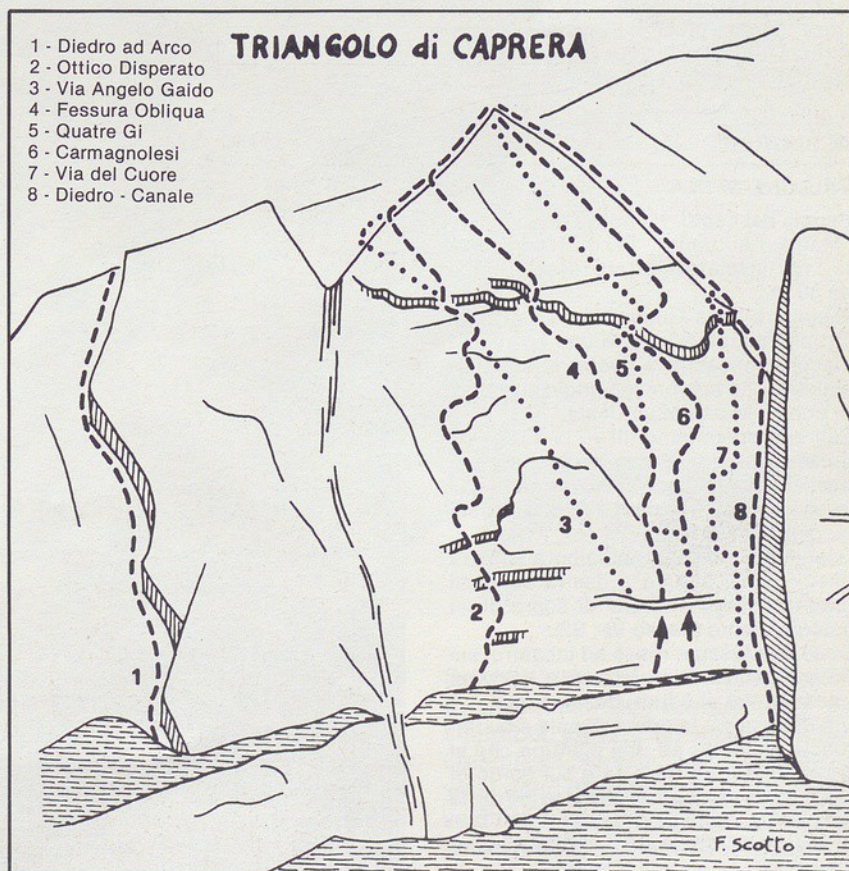 TRIANGOLO di CAPRERA
1 - Diedro ad Arco
2 - Ottico Disperato
3 - Via Angelo Gaido
4 - Fessura Obliqua
5 - Quatre Gi
6 - Carmagnolesi
7 - Via del Cuore
8 - Diedro - Canale
4
5
6
7
8
3
2
1
F. Scotto